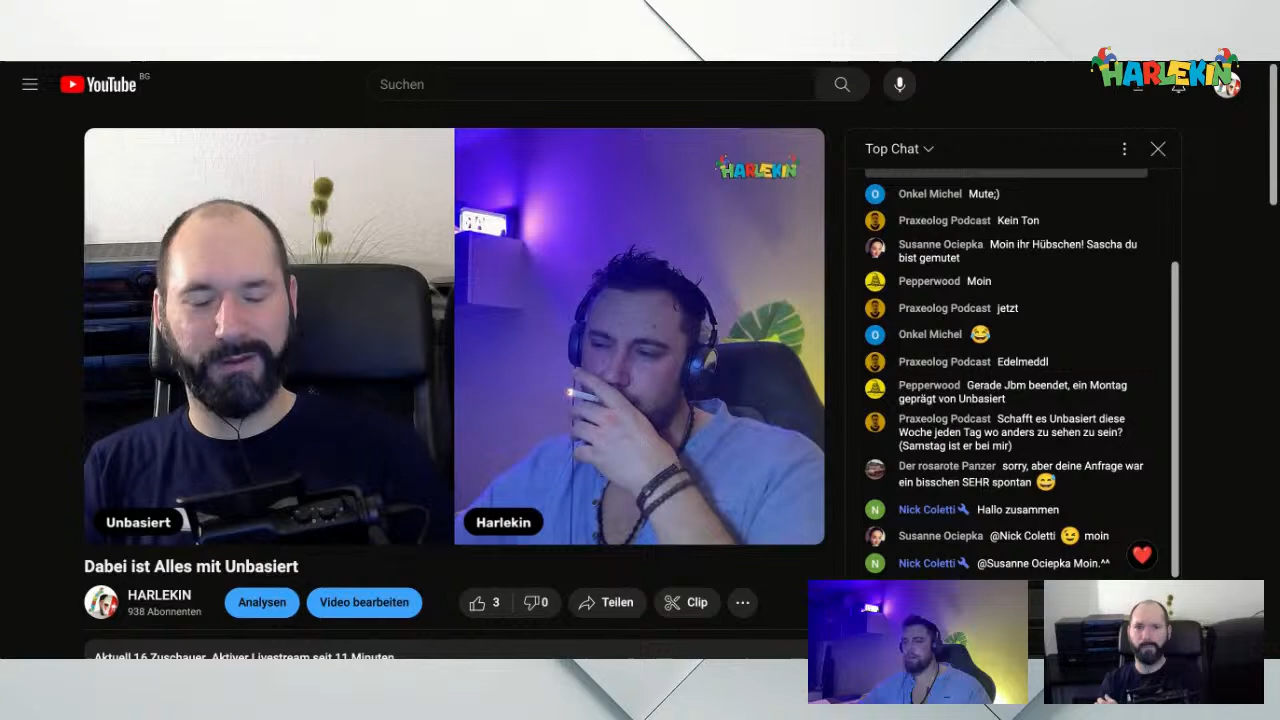 YouTube BG
Suchen
HARLEKIN
HARLEKIN
Unbasiert
Harlekin
Dabei ist Alles mit Unbasiert
HARLEKIN
938 Abonnenten
Analysen
Video bearbeiten
3
0
Teilen
Clip
Aktuell 16 Zuschauer. Aktiver Livestream seit 11 Minuten
Top Chat
O Onkel Michel Mute;)
Praxeolog Podcast Kein Ton
Susanne Ociepka Moin ihr Hübschen! Sascha du
bist gemutet
Pepperwood Moin
Praxeolog Podcast jetzt
O Onkel Michel 😂
Praxeolog Podcast Edelmeddl
Pepperwood Gerade Jbm beendet, ein Montag
geprägt von Unbasiert
Praxeolog Podcast Schafft es Unbasiert diese
Woche jeden Tag wo anders zu sehen zu sein?
(Samstag ist er bei mir)
Der rosarote Panzer sorry, aber deine Anfrage war
ein bisschen SEHR spontan 😅
N Nick Coletti Hallo zusammen
Susanne Ociepka @Nick Coletti 😉 moin
N Nick Coletti @Susanne Ociepka Moin.^^